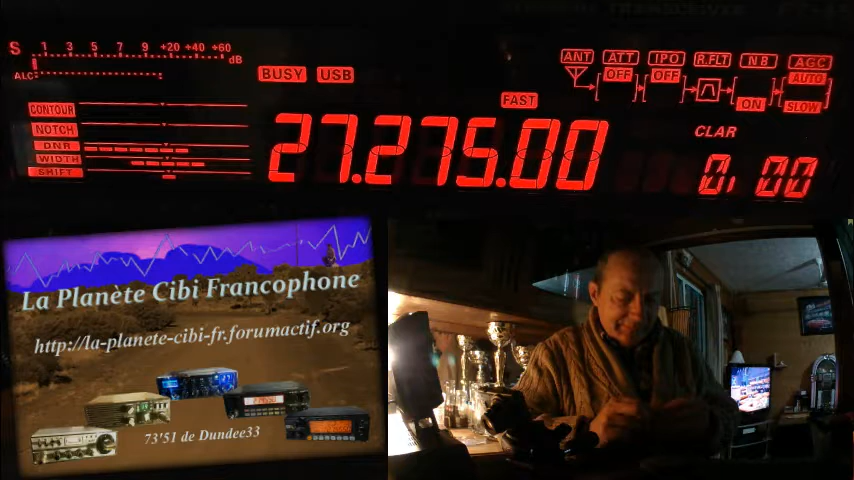 S 1 3 5 7 9 +20 +40 +60 dB
ALC
BUSY USB
ANT ATT IPO R.FLT NB AGC
OFF OFF AUTO
ON SLOW
FAST
CONTOUR
NOTCH
DNR
WIDTH
SHIFT
27.275.00
CLAR
0.00
La Planète Cibi Francophone
http://la-planete-cibi-fr.forumactif.org
73'51 de Dundee33